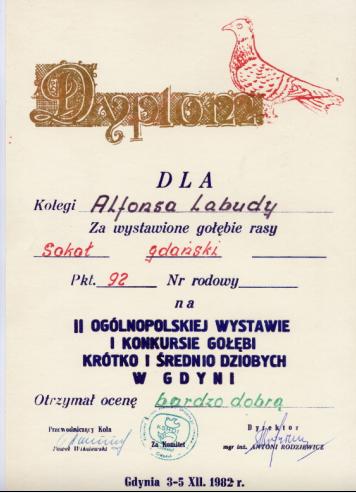 Dyplom
DLA
Kolegi Alfonsa Labudy
Za wystawione gołębie rasy
Sokół gdański
Pkt. 92 Nr rodowy
na
II OGÓLNOPOLSKIEJ WYSTAWIE
I KONKURSIE GOŁĘBI
KRÓTKO I ŚREDNIO DZIOBYCH
W GDYNI
Otrzymał ocenę bardzo dobrą
Przewodniczący Koła
Za Komitet
Dyrektor
Paweł Wiśniewski
mgr inż. ANTONI RODZIEWICZ
Gdynia 3-5 XII. 1982 r.